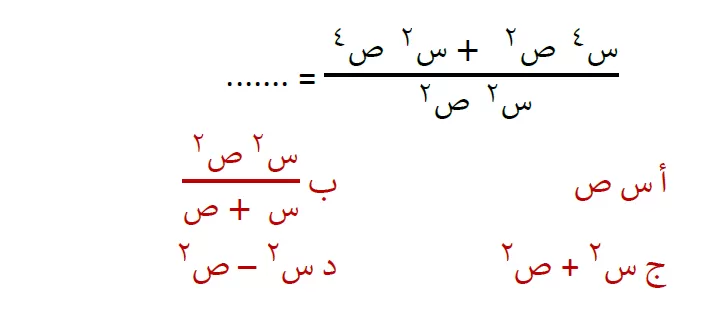 س٤ ص٢ + س٢ ص٤
س٢ ص٢
= .......
أ س ص
ب س٢ ص٢
س + ص
ج س٢ + ص٢
د س٢ – ص٢